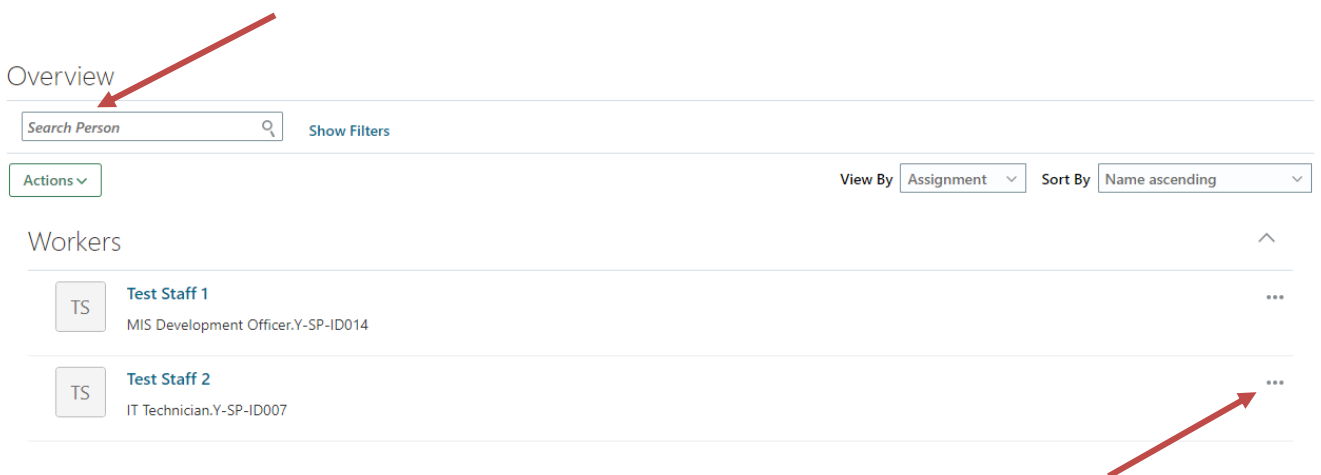 Overview
Search Person Show Filters
Actions View By Assignment Sort By Name ascending
Workers
TS Test Staff 1
MIS Development Officer.Y-SP-ID014
TS Test Staff 2
IT Technician.Y-SP-ID007